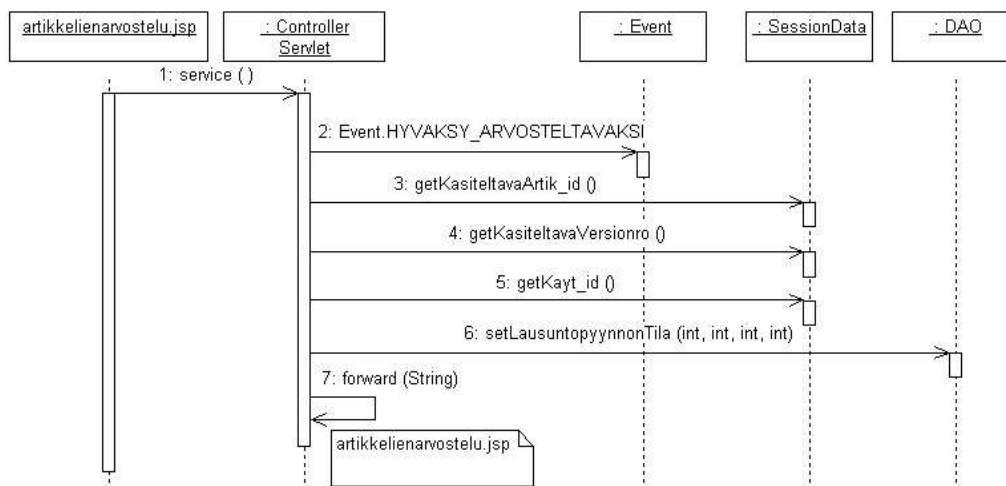 artikkelienarvostelu.jsp
: Controller
Servlet
: Event
: SessionData
: DAO
1: service ( )
2: Event.HYVAKSY_ARVOSTELTAVAKSI
3: getKasiteltavaArtik_id ()
4: getKasiteltavaVersionro ()
5: getKayt_id ()
6: setLausuntopyynnonTila (int, int, int, int)
7: forward (String)
artikkelienarvostelu.jsp